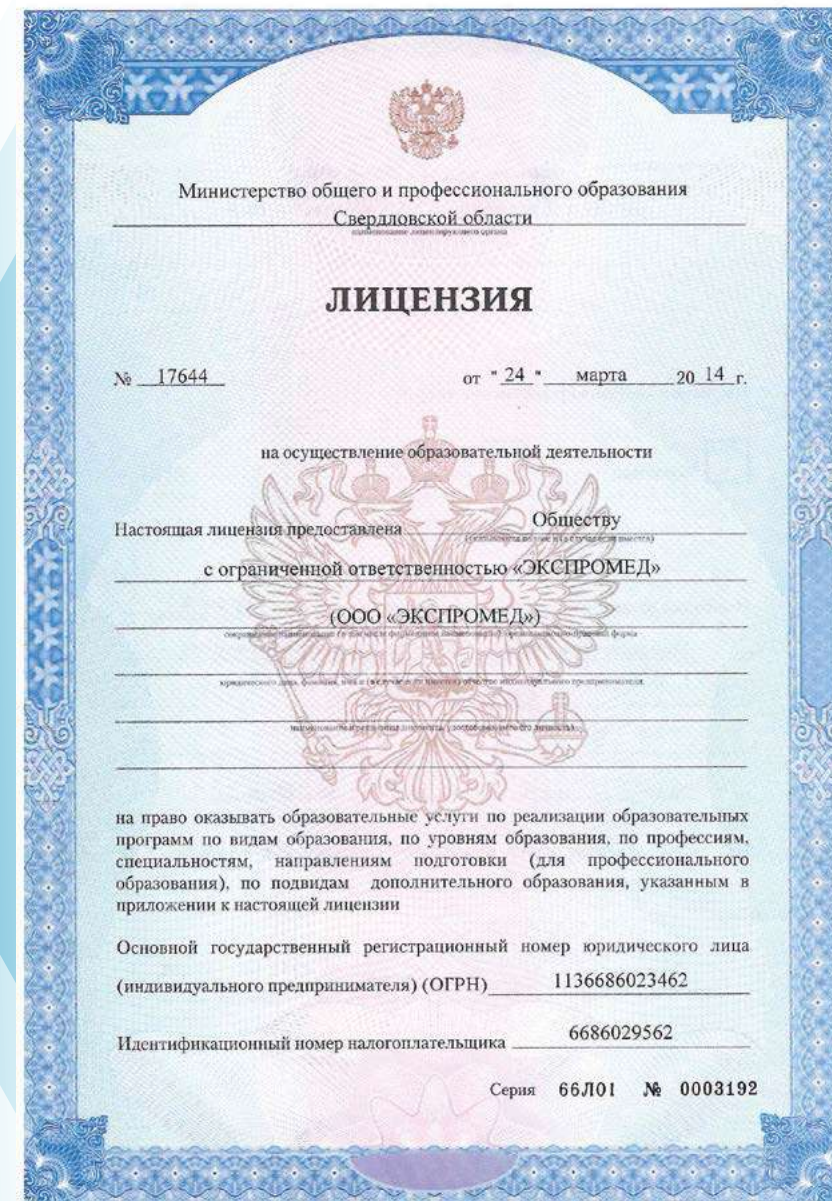 Министерство общего и профессионального образования
Свердловской области
наименование лицензирующего органа
ЛИЦЕНЗИЯ
№ 17644 от "24" марта 20 14 г.
на осуществление образовательной деятельности
Настоящая лицензия предоставлена Обществу
с ограниченной ответственностью «ЭКСПРОМЕД»
(ООО «ЭКСПРОМЕД»)
на право оказывать образовательные услуги по реализации образовательных
программ по видам образования, по уровням образования, по профессиям,
специальностям, направлениям подготовки (для профессионального
образования), по подвидам дополнительного образования, указанным в
приложении к настоящей лицензии
Основной государственный регистрационный номер юридического лица
(индивидуального предпринимателя) (ОГРН) 1136686023462
Идентификационный номер налогоплательщика 6686029562
Серия 66Л01 № 0003192